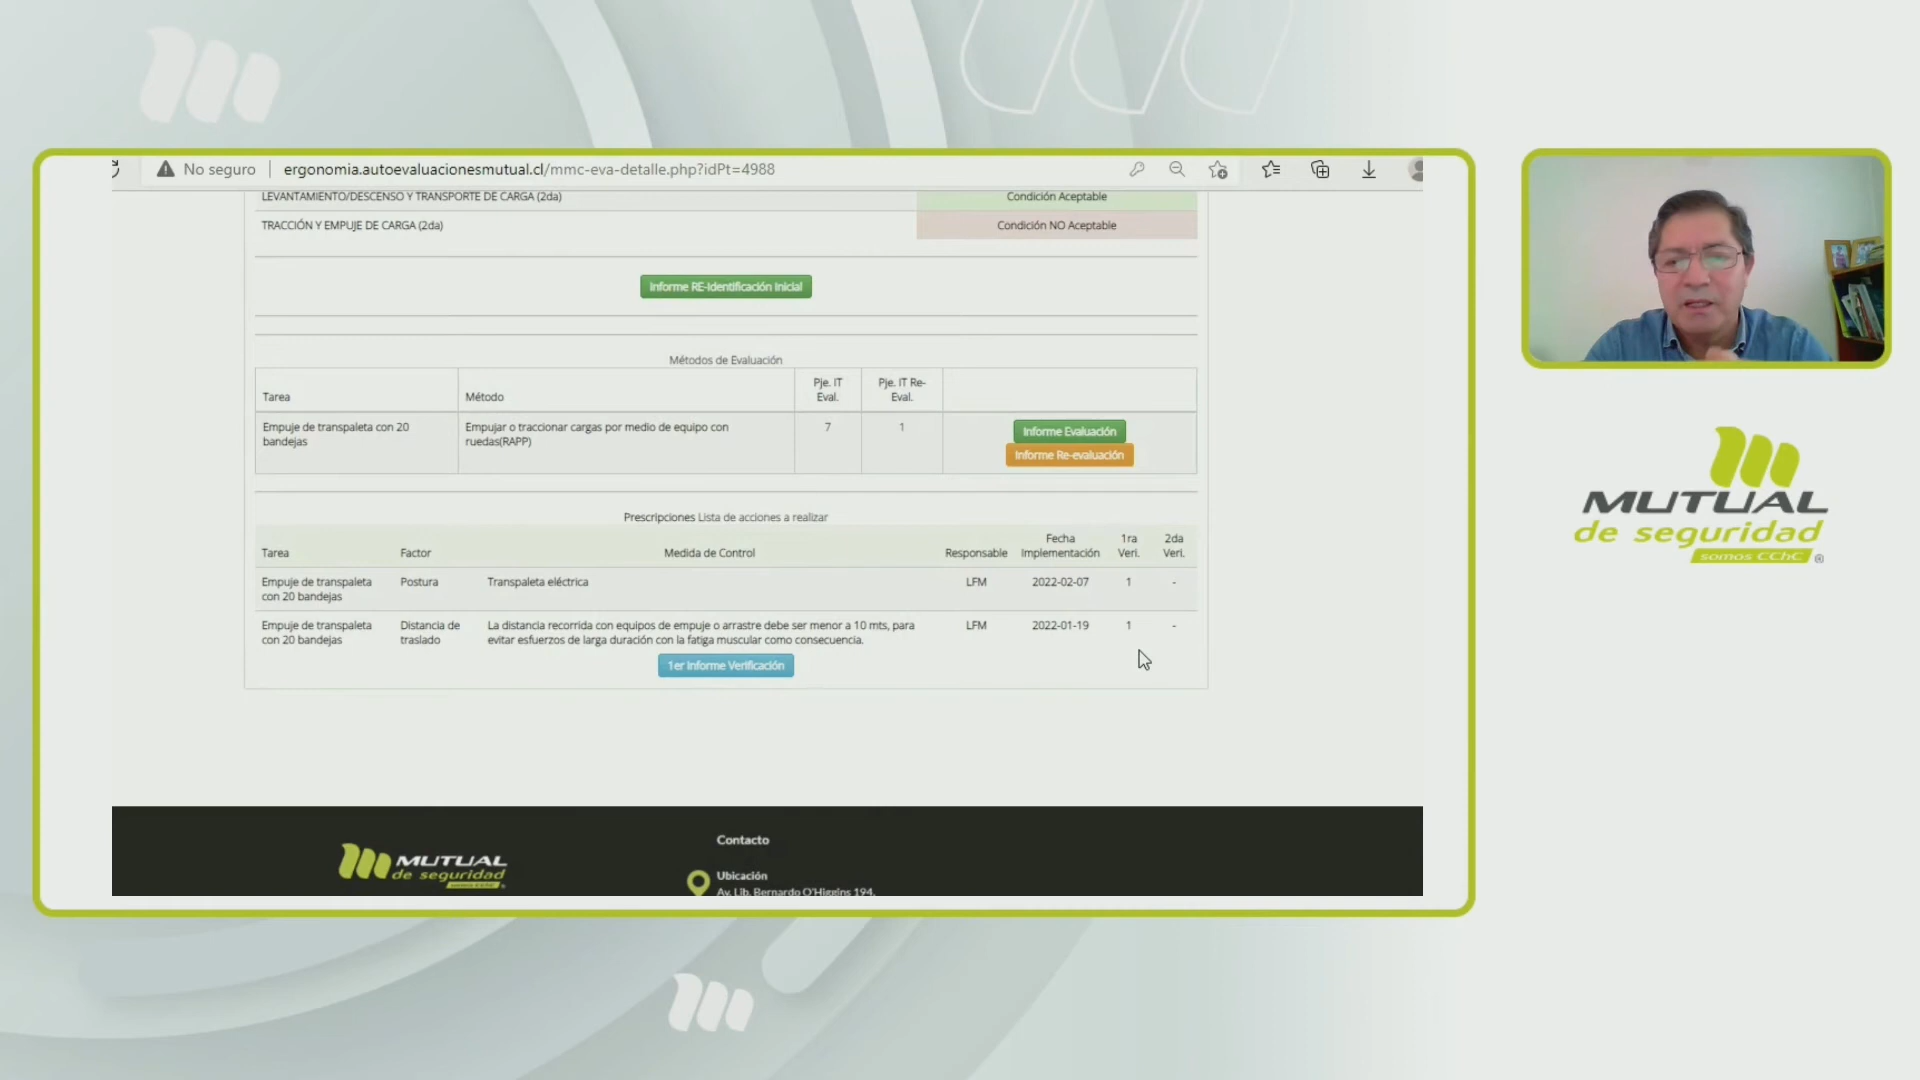 No seguro
ergonomia.autoevaluacionesmutual.cl/mmc-eva-detalle.php?idPt=4988
LEVANTAMIENTO/DESCENSO Y TRANSPORTE DE CARGA (2da)
Condición Aceptable
TRACCIÓN Y EMPUJE DE CARGA (2da)
Condición NO Aceptable
Informe RE-Identificación Inicial
Métodos de Evaluación
Tarea
Método
Pje. IT
Eval.
Pje. IT Re-
Eval.
Empuje de transpaleta con 20
bandejas
Empujar o traccionar cargas por medio de equipo con
ruedas(RAPP)
7
1
Informe Evaluación
Informe Re-evaluación
Prescripciones Lista de acciones a realizar
Tarea
Factor
Medida de Control
Responsable
Fecha
Implementación
1ra
Veri.
2da
Veri.
Empuje de transpaleta
con 20 bandejas
Postura
Transpaleta eléctrica
LFM
2022-02-07
1
-
Empuje de transpaleta
con 20 bandejas
Distancia de
traslado
La distancia recorrida con equipos de empuje o arrastre debe ser menor a 10 mts, para
evitar esfuerzos de larga duración con la fatiga muscular como consecuencia.
LFM
2022-01-19
1
-
1er Informe Verificación
MUTUAL
de seguridad
somos CChC
Contacto
Ubicación
Av. Lib. Bernardo O'Higgins 194,
MUTUAL
de seguridad
somos CChC ®